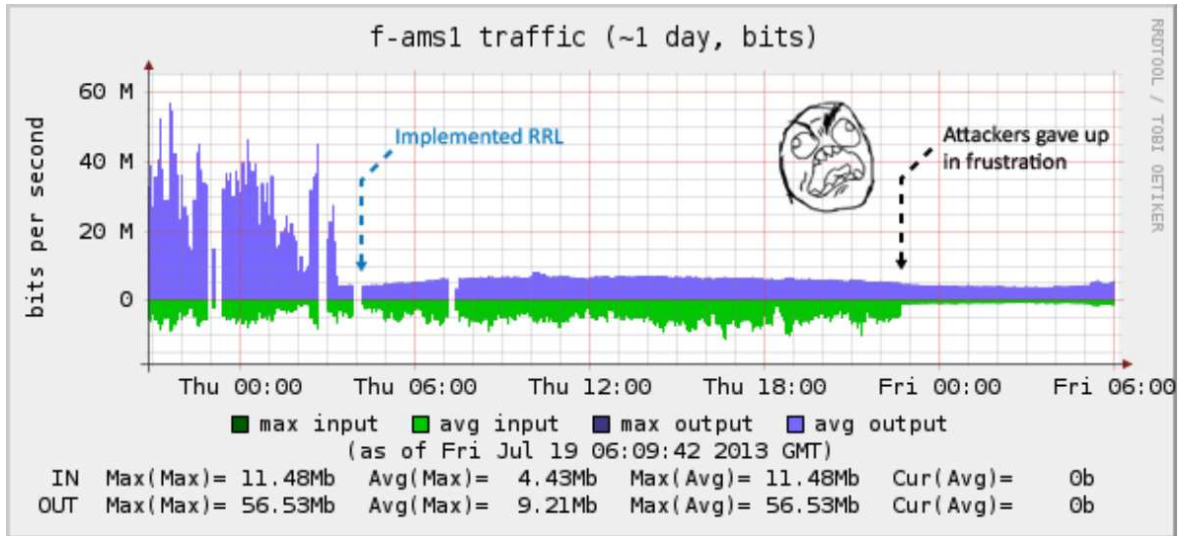 f-ams1 traffic (~1 day, bits)
RRDTOOL / TOBI OETIKER
bits per second
60 M
40 M
20 M
0
Implemented RRL
Attackers gave up
in frustration
Thu 00:00 Thu 06:00 Thu 12:00 Thu 18:00 Fri 00:00 Fri 06:00
max input avg input max output avg output
(as of Fri Jul 19 06:09:42 2013 GMT)
IN Max(Max)= 11.48Mb Avg(Max)= 4.43Mb Max(Avg)= 11.48Mb Cur(Avg)= 0b
OUT Max(Max)= 56.53Mb Avg(Max)= 9.21Mb Max(Avg)= 56.53Mb Cur(Avg)= 0b